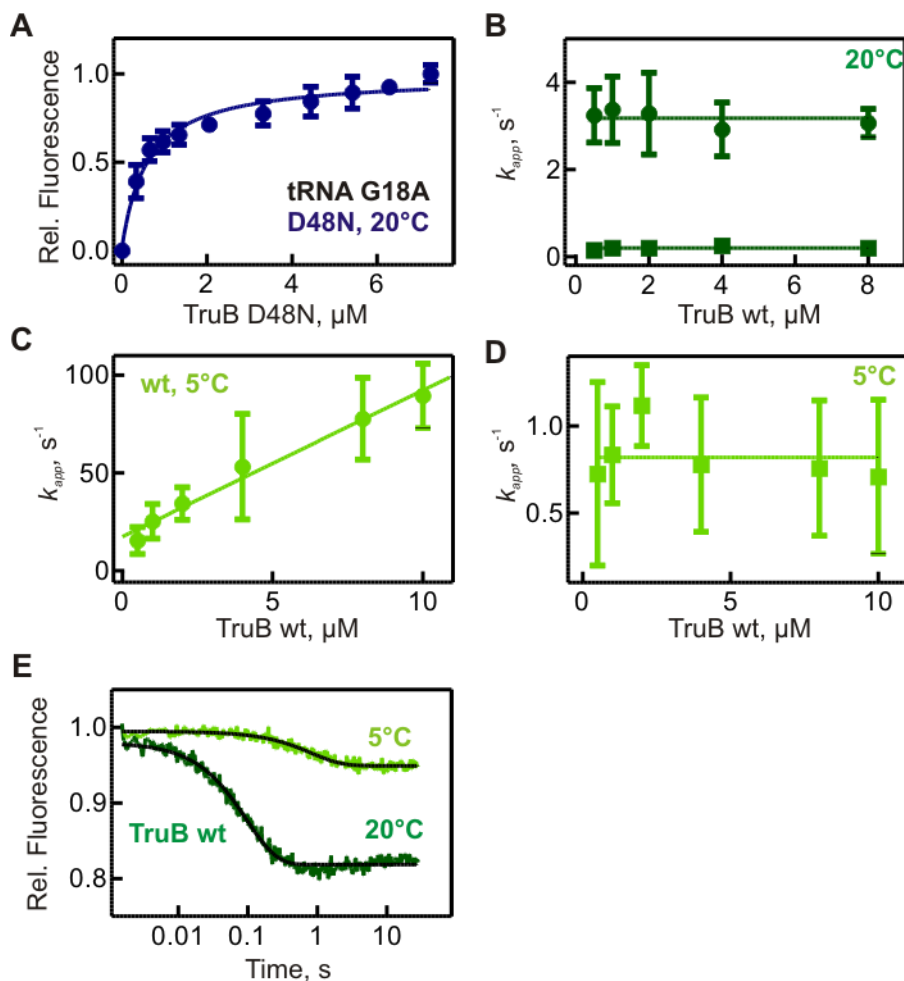 A
Rel. Fluorescence
1.0
0.5
0.0
tRNA G18A
D48N, 20°C
0 2 4 6
TruB D48N, µM
B
20°C
k_app, s⁻¹
4
2
0
0 2 4 6 8
TruB wt, µM
C
wt, 5°C
k_app, s⁻¹
100
50
0
0 5 10
TruB wt, µM
D
5°C
k_app, s⁻¹
1.0
0.5
0 5 10
TruB wt, µM
E
Rel. Fluorescence
1.0
0.9
0.8
5°C
TruB wt
20°C
0.01 0.1 1 10
Time, s